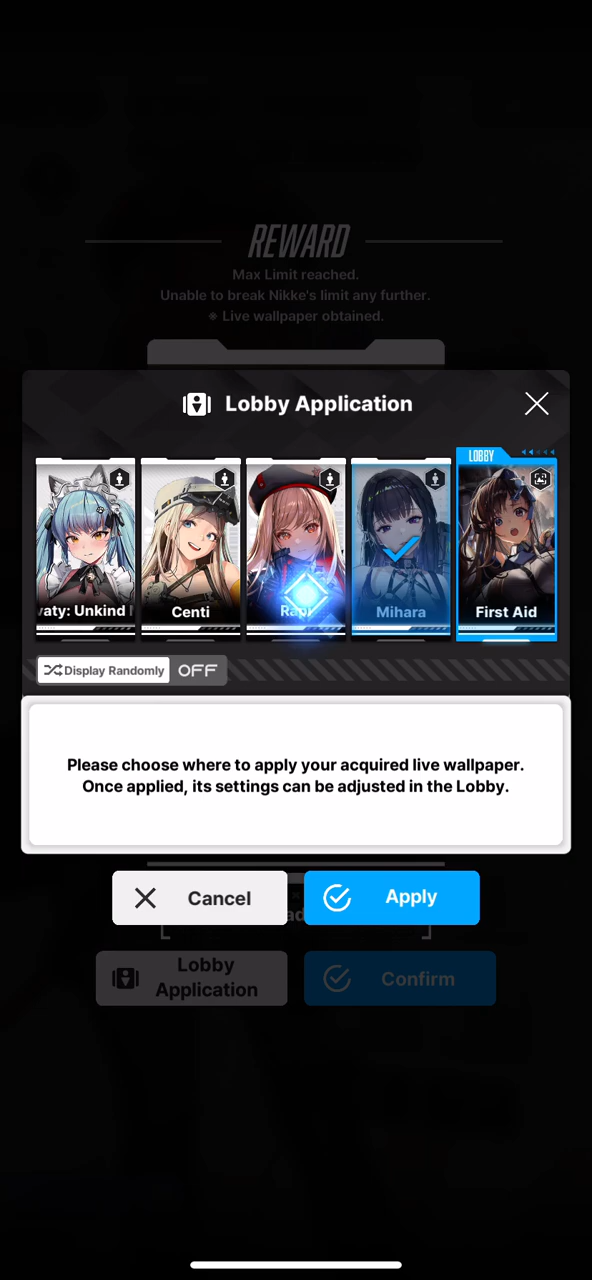 REWARD
Max Limit reached.
Unable to break Nikke's limit any further.
※ Live wallpaper obtained.
Lobby Application
LOBBY
vaty: Unkind
Centi
Mihara
First Aid
Display Randomly OFF
Please choose where to apply your acquired live wallpaper.
Once applied, its settings can be adjusted in the Lobby.
Cancel
Apply
Lobby
Application
Confirm